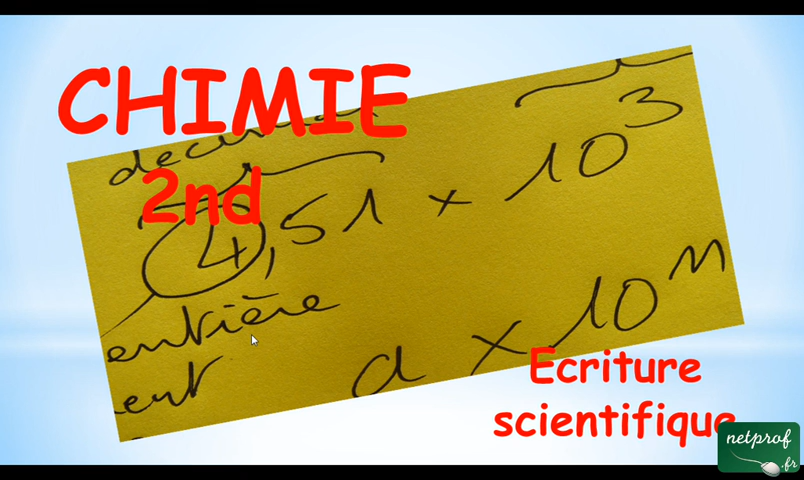 CHIMIE
2nd
4,51 × 10³
entière
a × 10ⁿ
Ecriture
scientifique
netprof
.fr